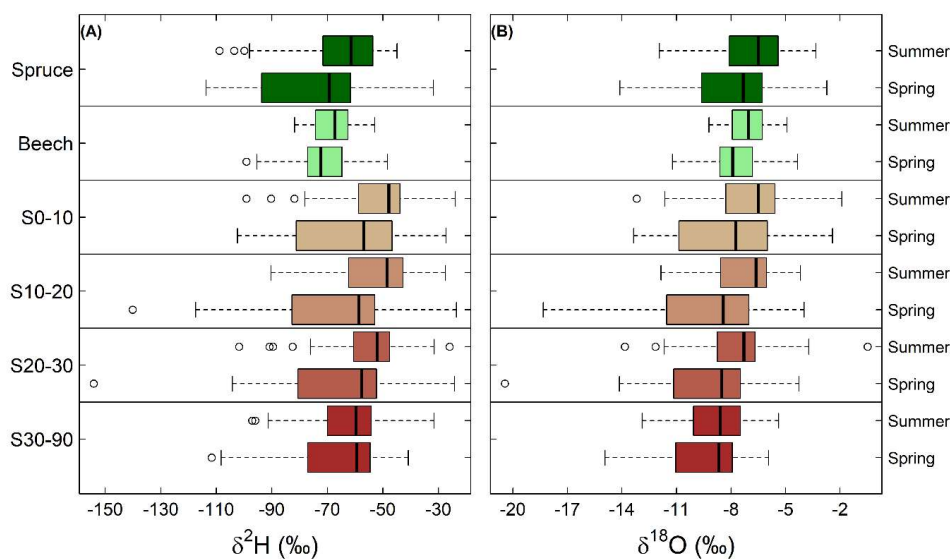 (A)
(B)
Spruce
Summer
Spring
Beech
Summer
Spring
S0-10
Summer
Spring
S10-20
Summer
Spring
S20-30
Summer
Spring
S30-90
Summer
Spring
-150 -130 -110 -90 -70 -50 -30
-20 -17 -14 -11 -8 -5 -2
δ²H (‰)
δ¹⁸O (‰)